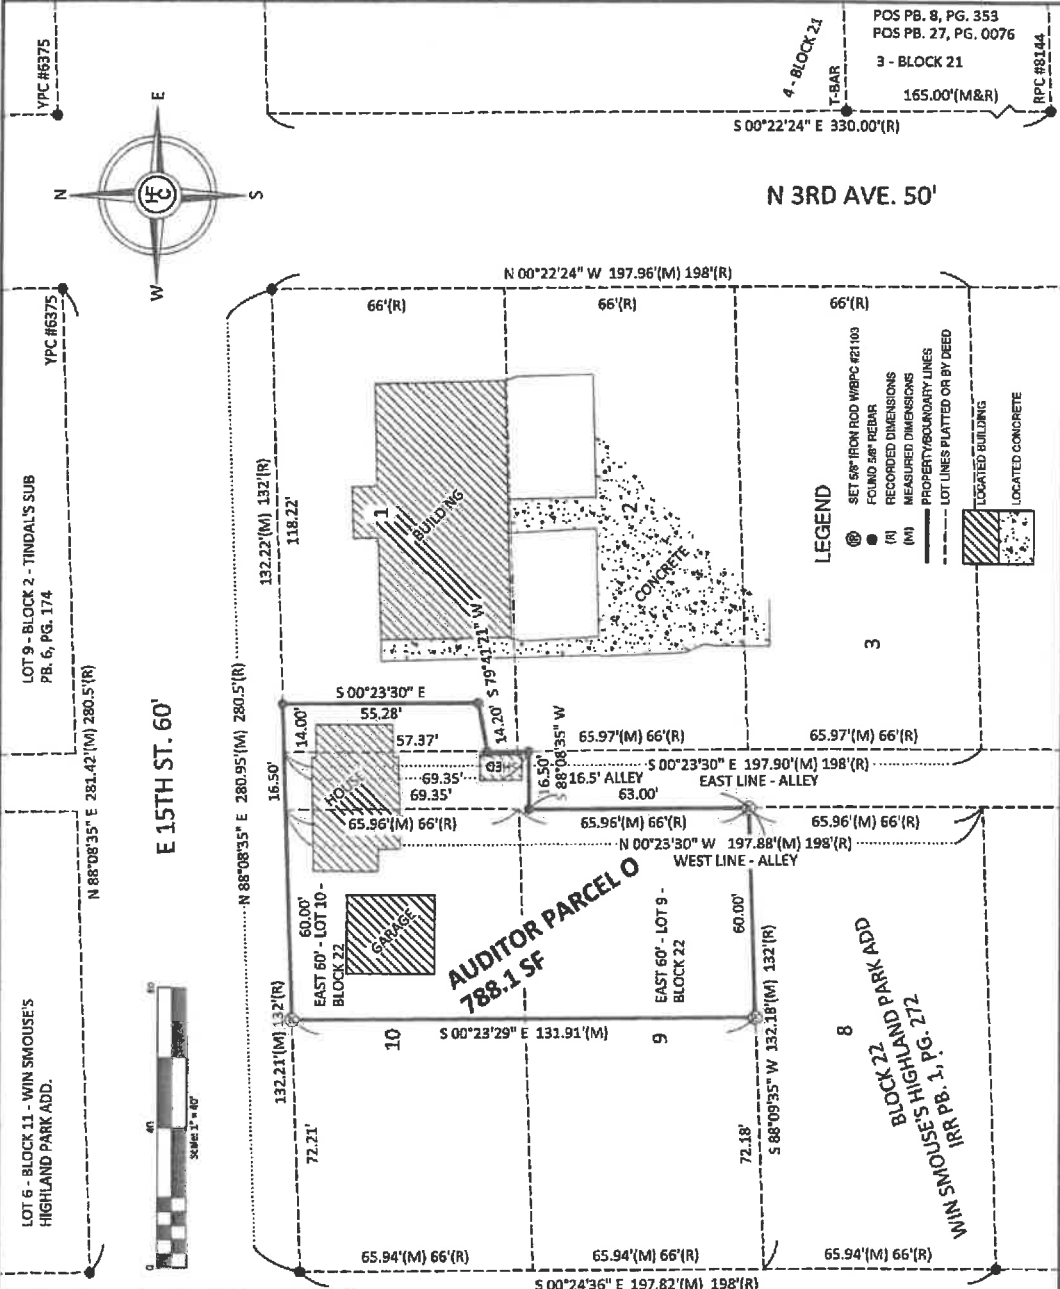 POS PB. 8, PG. 353
POS PB. 27, PG. 0076
3 - BLOCK 21
4 - BLOCK 21
T-BAR
RPC #8144
165.00'(M&R)
S 00°22'24" E 330.00'(R)
YPC #6375
N
E
S
W
N 3RD AVE. 50'
YPC #6375
N 00°22'24" W 197.96'(M) 198'(R)
66'(R)
66'(R)
66'(R)
LOT 9 - BLOCK 2 - TINDAL'S SUB
PB. 6, PG. 174
N 88°08'35" E 281.42'(M) 280.5'(R)
E 15TH ST. 60'
N 88°08'35" E 280.95'(M) 280.5'(R)
132.22'(M) 132'(R)
118.22'
1
BUILDING
2
CONCRETE
3
LEGEND
SET 5/8" IRON ROD W/BPC #21103
FOUND 5/8" REBAR
(R) RECORDED DIMENSIONS
(M) MEASURED DIMENSIONS
PROPERTY/BOUNDARY LINES
LOT LINES PLATTED OR BY DEED
LOCATED BUILDING
LOCATED CONCRETE
S 00°23'30" E
55.28'
S 79°41'21" W
14.20'
14.00'
16.50'
57.37'
69.35'
69.35'
HOUSE
SHED
16.50'
S 88°08'35" W
65.97'(M) 66'(R)
65.97'(M) 66'(R)
S 00°23'30" E 197.90'(M) 198'(R)
16.5' ALLEY
EAST LINE - ALLEY
63.00'
65.96'(M) 66'(R)
65.96'(M) 66'(R)
65.96'(M) 66'(R)
N 00°23'30" W 197.88'(M) 198'(R)
WEST LINE - ALLEY
60.00'
EAST 60' - LOT 10 -
BLOCK 22
GARAGE
AUDITOR PARCEL O
788.1 SF
EAST 60' - LOT 9 -
BLOCK 22
60.00'
S 00°23'29" E 131.91'(M)
10
9
8
132.21'(M) 132'(R)
72.21'
72.18'
S 88°09'35" W 132.18'(M) 132'(R)
BLOCK 22
WIN SMOUSE'S HIGHLAND PARK ADD
IRR PB. 1, PG. 272
LOT 6 - BLOCK 11 - WIN SMOUSE'S
HIGHLAND PARK ADD.
0
40
80
Scale: 1" = 40'
65.94'(M) 66'(R)
65.94'(M) 66'(R)
65.94'(M) 66'(R)
S 00°24'36" E 197.82'(M) 198'(R)